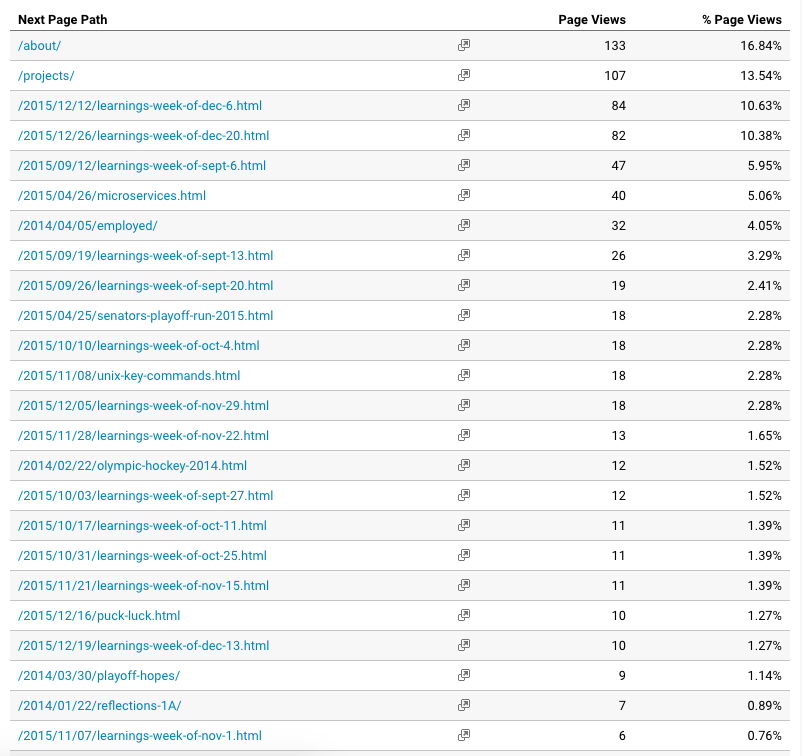 Next Page Path Page Views % Page Views
/about/ 133 16.84%
/projects/ 107 13.54%
/2015/12/12/learnings-week-of-dec-6.html 84 10.63%
/2015/12/26/learnings-week-of-dec-20.html 82 10.38%
/2015/09/12/learnings-week-of-sept-6.html 47 5.95%
/2015/04/26/microservices.html 40 5.06%
/2014/04/05/employed/ 32 4.05%
/2015/09/19/learnings-week-of-sept-13.html 26 3.29%
/2015/09/26/learnings-week-of-sept-20.html 19 2.41%
/2015/04/25/senators-playoff-run-2015.html 18 2.28%
/2015/10/10/learnings-week-of-oct-4.html 18 2.28%
/2015/11/08/unix-key-commands.html 18 2.28%
/2015/12/05/learnings-week-of-nov-29.html 18 2.28%
/2015/11/28/learnings-week-of-nov-22.html 13 1.65%
/2014/02/22/olympic-hockey-2014.html 12 1.52%
/2015/10/03/learnings-week-of-sept-27.html 12 1.52%
/2015/10/17/learnings-week-of-oct-11.html 11 1.39%
/2015/10/31/learnings-week-of-oct-25.html 11 1.39%
/2015/11/21/learnings-week-of-nov-15.html 11 1.39%
/2015/12/16/puck-luck.html 10 1.27%
/2015/12/19/learnings-week-of-dec-13.html 10 1.27%
/2014/03/30/playoff-hopes/ 9 1.14%
/2014/01/22/reflections-1A/ 7 0.89%
/2015/11/07/learnings-week-of-nov-1.html 6 0.76%